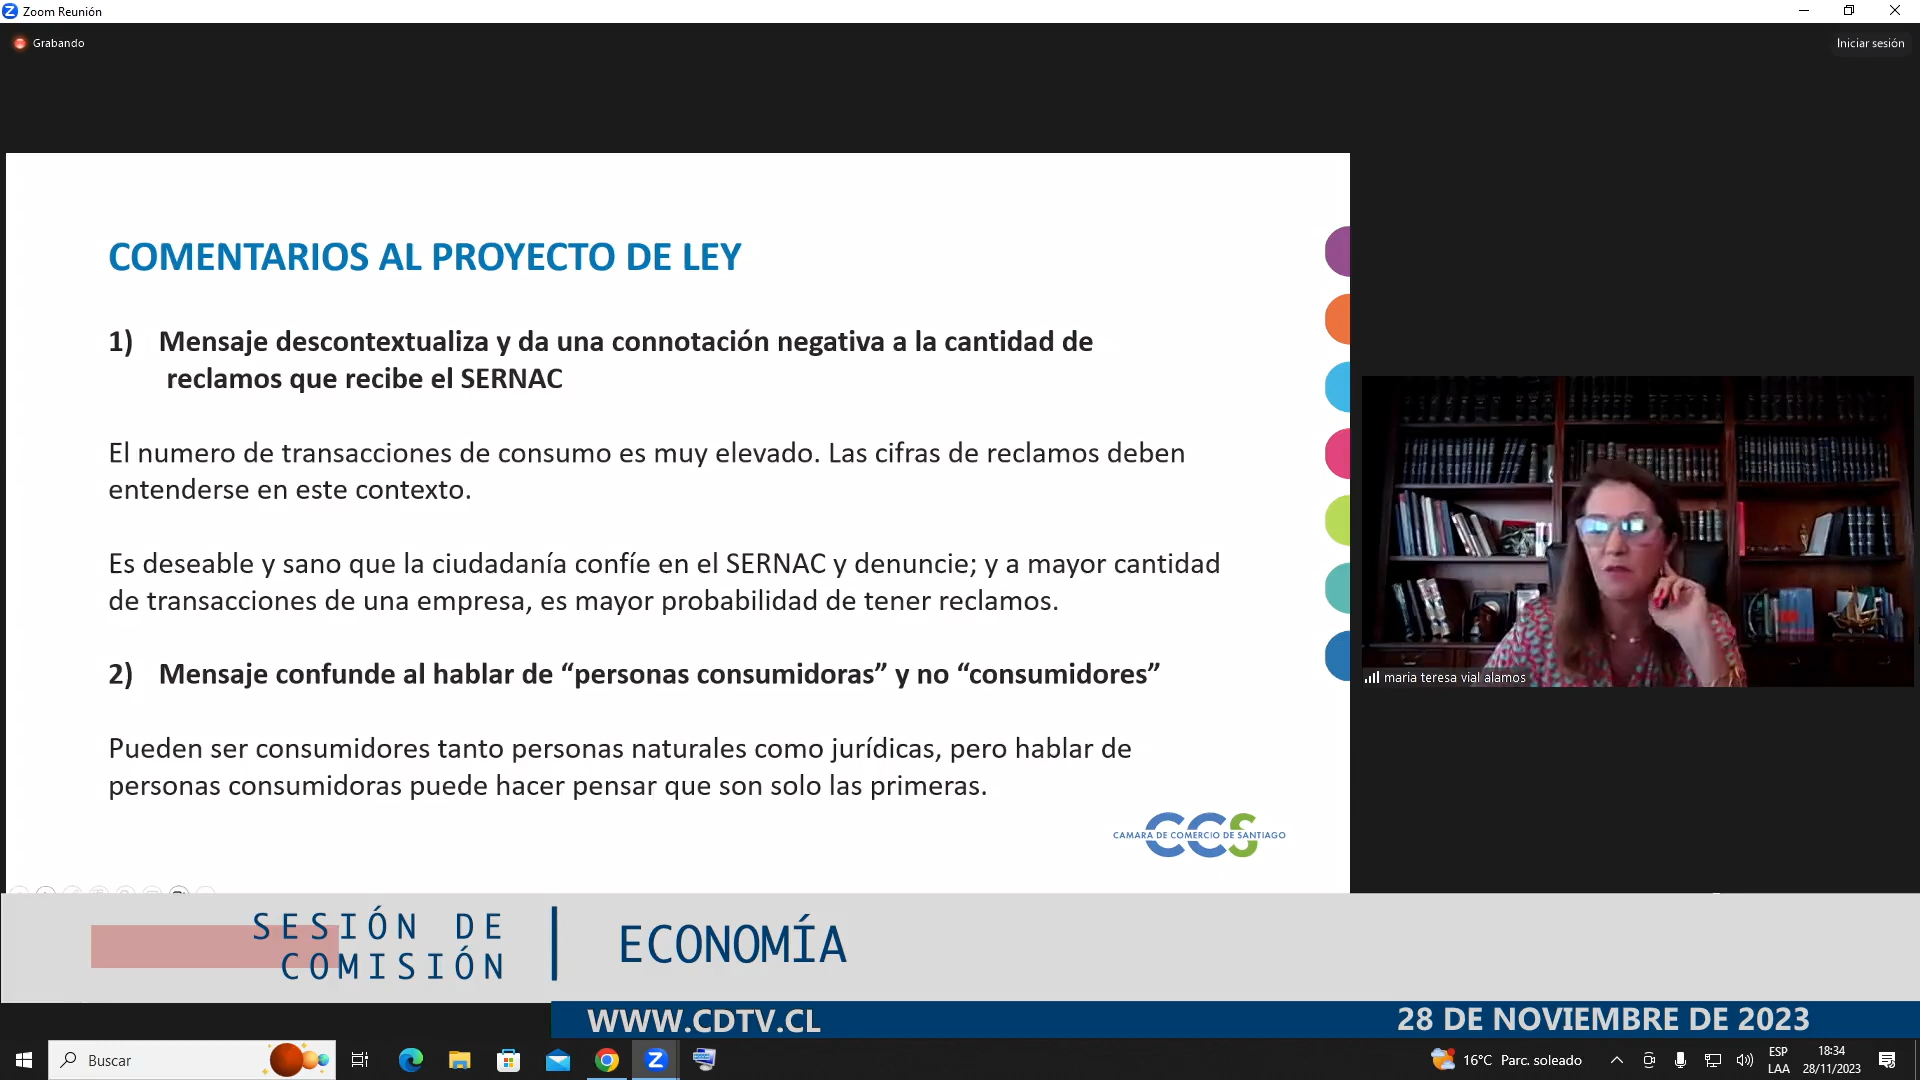 Zoom Reunión
Grabando
Iniciar sesión
COMENTARIOS AL PROYECTO DE LEY
1) Mensaje descontextualiza y da una connotación negativa a la cantidad de
reclamos que recibe el SERNAC
El numero de transacciones de consumo es muy elevado. Las cifras de reclamos deben
entenderse en este contexto.
Es deseable y sano que la ciudadanía confíe en el SERNAC y denuncie; y a mayor cantidad
de transacciones de una empresa, es mayor probabilidad de tener reclamos.
2) Mensaje confunde al hablar de “personas consumidoras” y no “consumidores”
Pueden ser consumidores tanto personas naturales como jurídicas, pero hablar de
personas consumidoras puede hacer pensar que son solo las primeras.
CCS
CAMARA DE COMERCIO DE SANTIAGO
maria teresa vial alamos
SESIÓN DE
COMISIÓN
ECONOMÍA
WWW.CDTV.CL
28 DE NOVIEMBRE DE 2023
Buscar
16°C Parc. soleado
ESP
LAA
18:34
28/11/2023